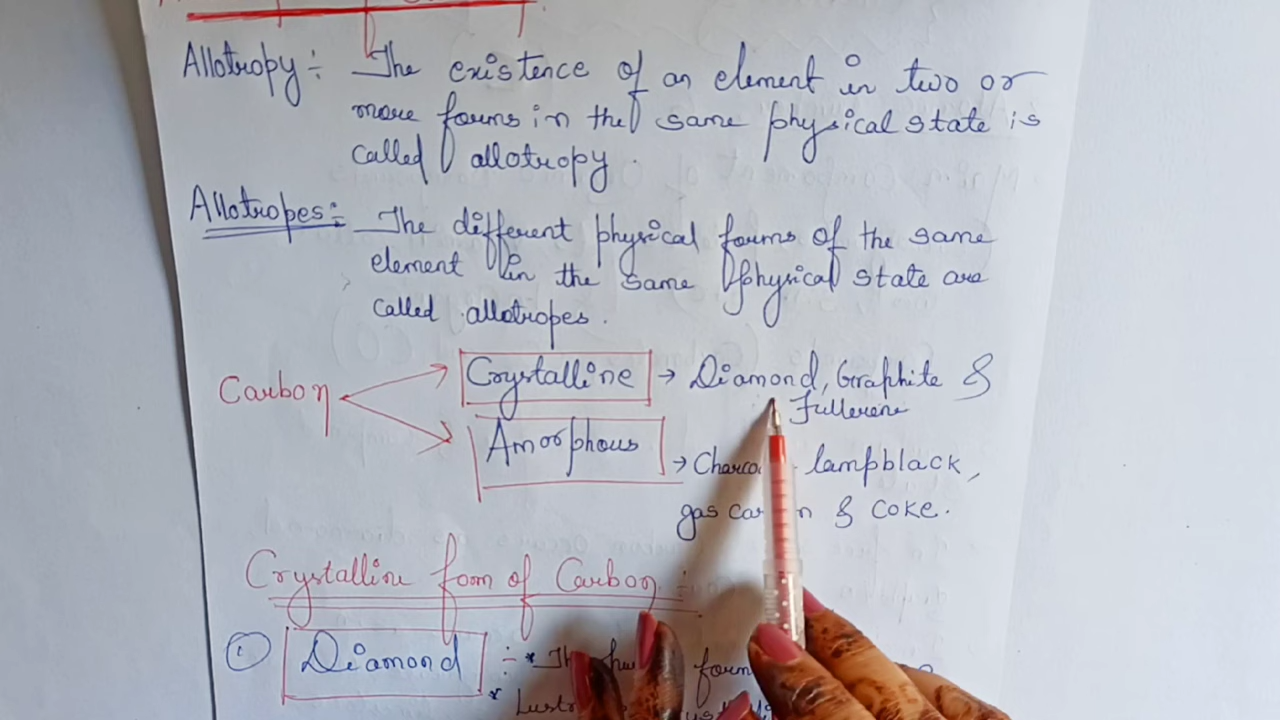 Allotropy :- The existence of an element in two or
more forms in the same physical state is
called allotropy.
Allotropes:- The different physical forms of the same
element in the same physical state are
called allotropes.
Carbon
Crystalline → Diamond, Graphite &
Fullerene
Amorphous
→ lampblack,
gas & coke.
Crystalline form of Carbon :-
① Diamond :- *
*